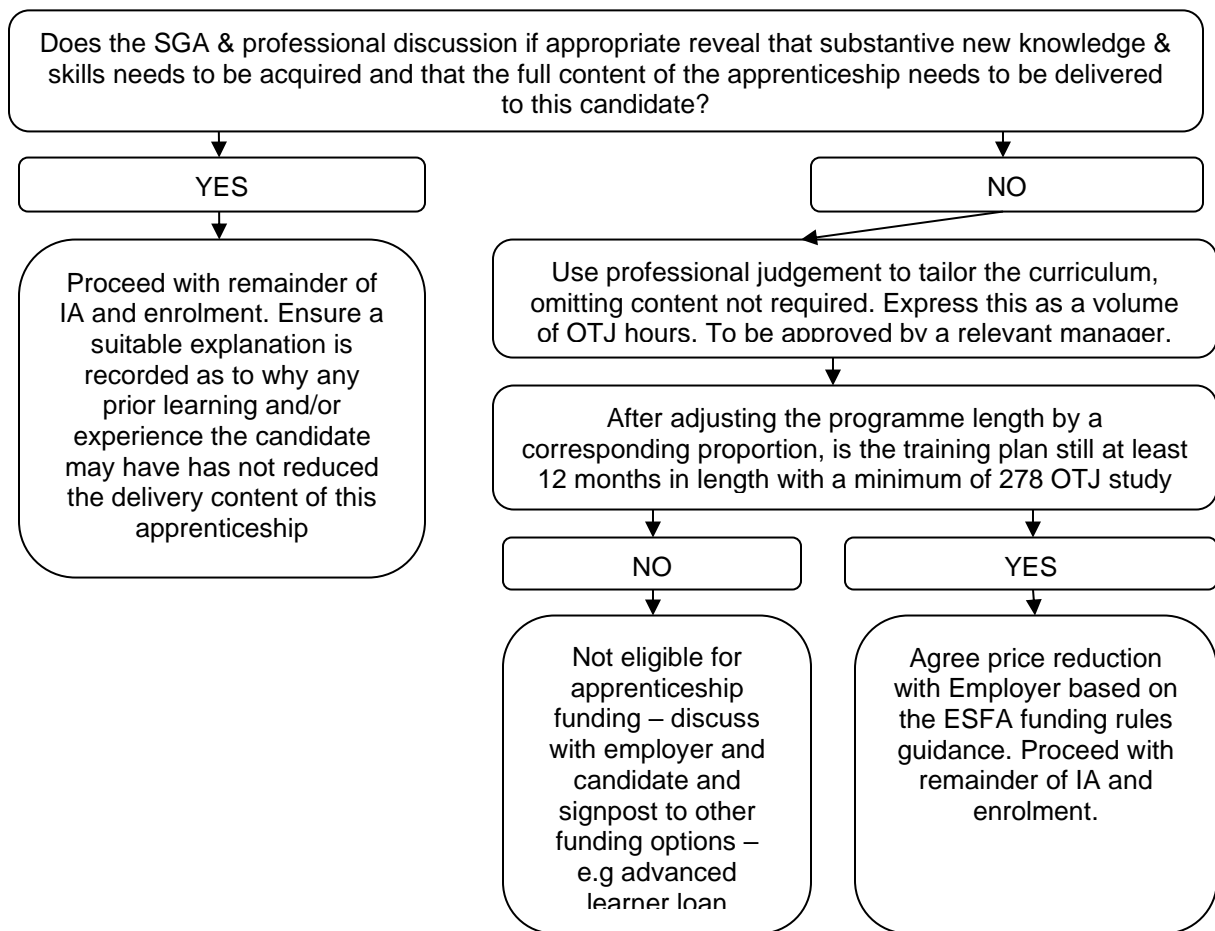 Does the SGA & professional discussion if appropriate reveal that substantive new knowledge &
skills needs to be acquired and that the full content of the apprenticeship needs to be delivered
to this candidate?
YES
NO
Proceed with remainder of
IA and enrolment. Ensure a
suitable explanation is
recorded as to why any
prior learning and/or
experience the candidate
may have has not reduced
the delivery content of this
apprenticeship
Use professional judgement to tailor the curriculum,
omitting content not required. Express this as a volume
of OTJ hours. To be approved by a relevant manager.
After adjusting the programme length by a
corresponding proportion, is the training plan still at least
12 months in length with a minimum of 278 OTJ study
NO
YES
Not eligible for
apprenticeship
funding – discuss
with employer and
candidate and
signpost to other
funding options –
e.g advanced
learner loan
Agree price reduction
with Employer based on
the ESFA funding rules
guidance. Proceed with
remainder of IA and
enrolment.